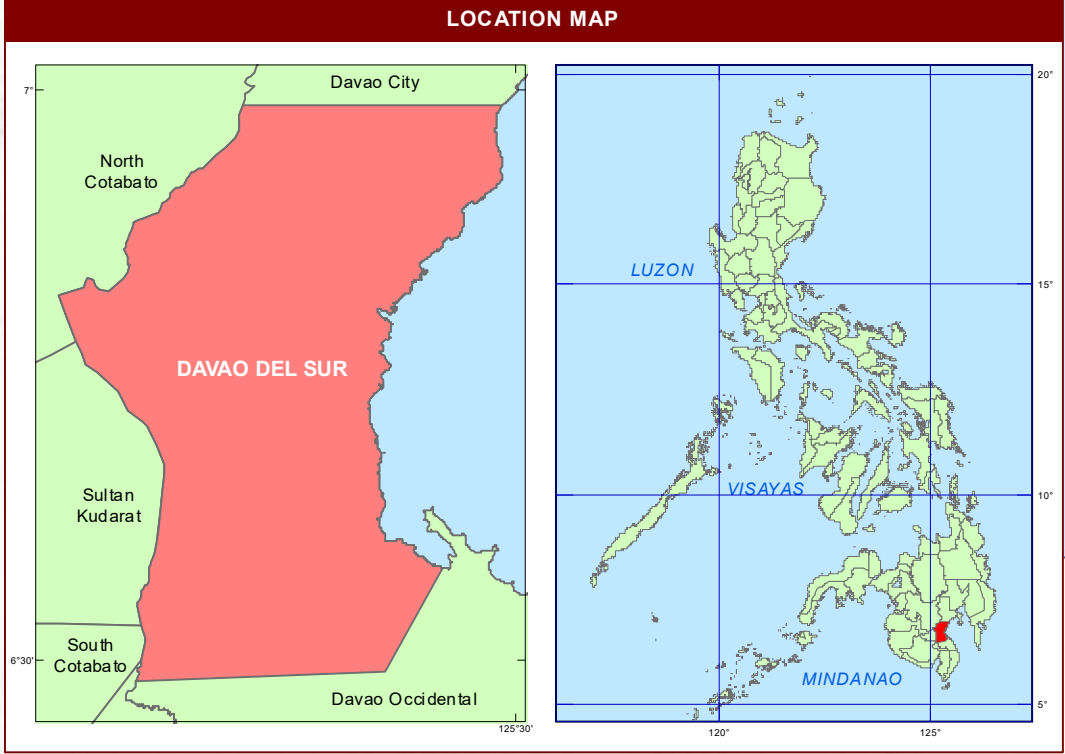 LOCATION MAP
Davao City
7°
North
Cotabato
DAVAO DEL SUR
Sultan
Kudarat
South
Cotabato
6°30'
Davao Occidental
125°30'
20°
LUZON
15°
VISAYAS
10°
MINDANAO
5°
120°
125°